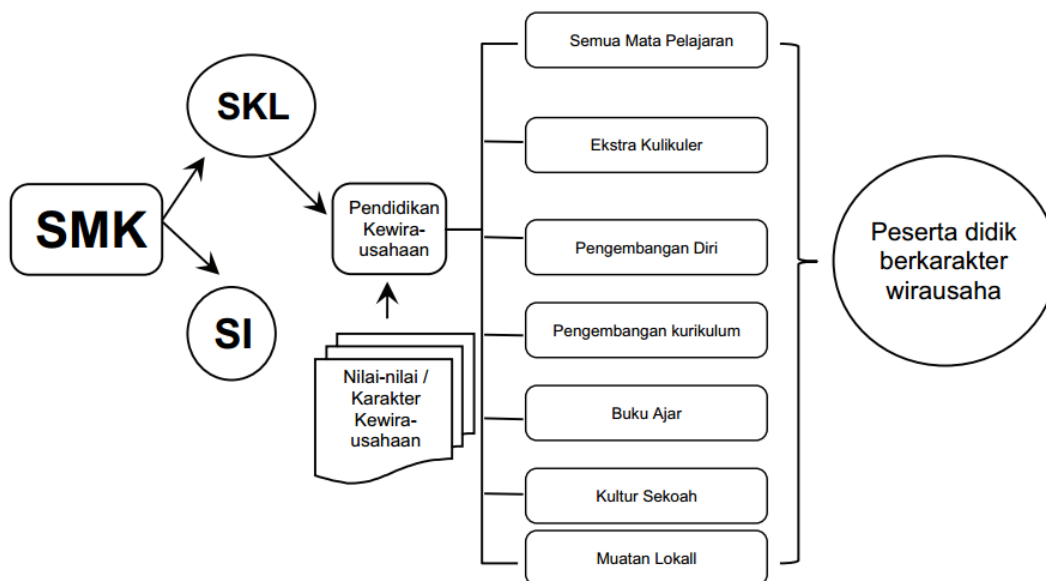 SMK
SKL
SI
Pendidikan
Kewira-
usahaan
Nilai-nilai /
Karakter
Kewira-
usahaan
Semua Mata Pelajaran
Ekstra Kulikuler
Pengembangan Diri
Pengembangan kurikulum
Buku Ajar
Kultur Sekoah
Muatan Lokall
Peserta didik
berkarakter
wirausaha